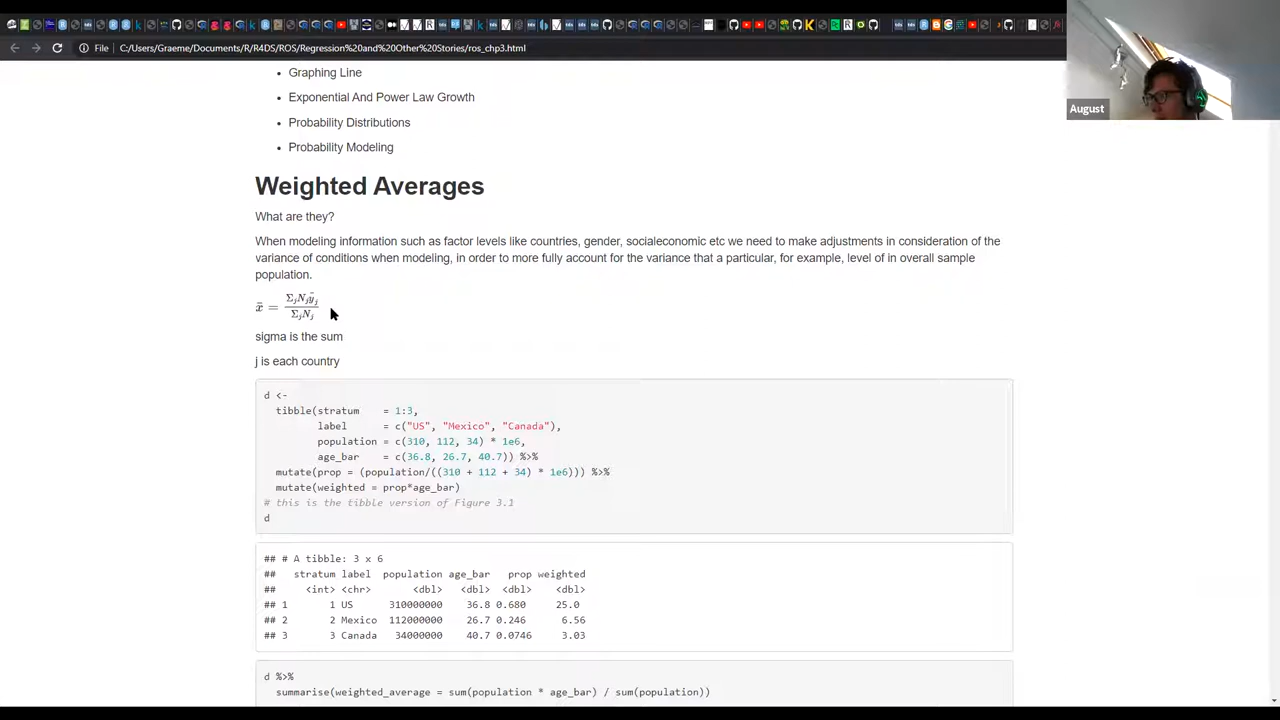 File C:/Users/Graeme/Documents/R/R4DS/ROS/Regression%20and%20Other%20Stories/ros_chp3.html
August
• Graphing Line
• Exponential And Power Law Growth
• Probability Distributions
• Probability Modeling
Weighted Averages
What are they?
When modeling information such as factor levels like countries, gender, socialeconomic etc we need to make adjustments in consideration of the
variance of conditions when modeling, in order to more fully account for the variance that a particular, for example, level of in overall sample
population.
x̄ = Σ_j N_j ȳ_j / Σ_j N_j
sigma is the sum
j is each country
d <-
tibble(stratum = 1:3,
label = c("US", "Mexico", "Canada"),
population = c(310, 112, 34) * 1e6,
age_bar = c(36.8, 26.7, 40.7)) %>%
mutate(prop = (population/((310 + 112 + 34) * 1e6))) %>%
mutate(weighted = prop*age_bar)
# this is the tibble version of Figure 3.1
d
## # A tibble: 3 x 6
## stratum label population age_bar prop weighted
## <int> <chr> <dbl> <dbl> <dbl> <dbl>
## 1 1 US 310000000 36.8 0.680 25.0
## 2 2 Mexico 112000000 26.7 0.246 6.56
## 3 3 Canada 34000000 40.7 0.0746 3.03
d %>%
summarise(weighted_average = sum(population * age_bar) / sum(population))